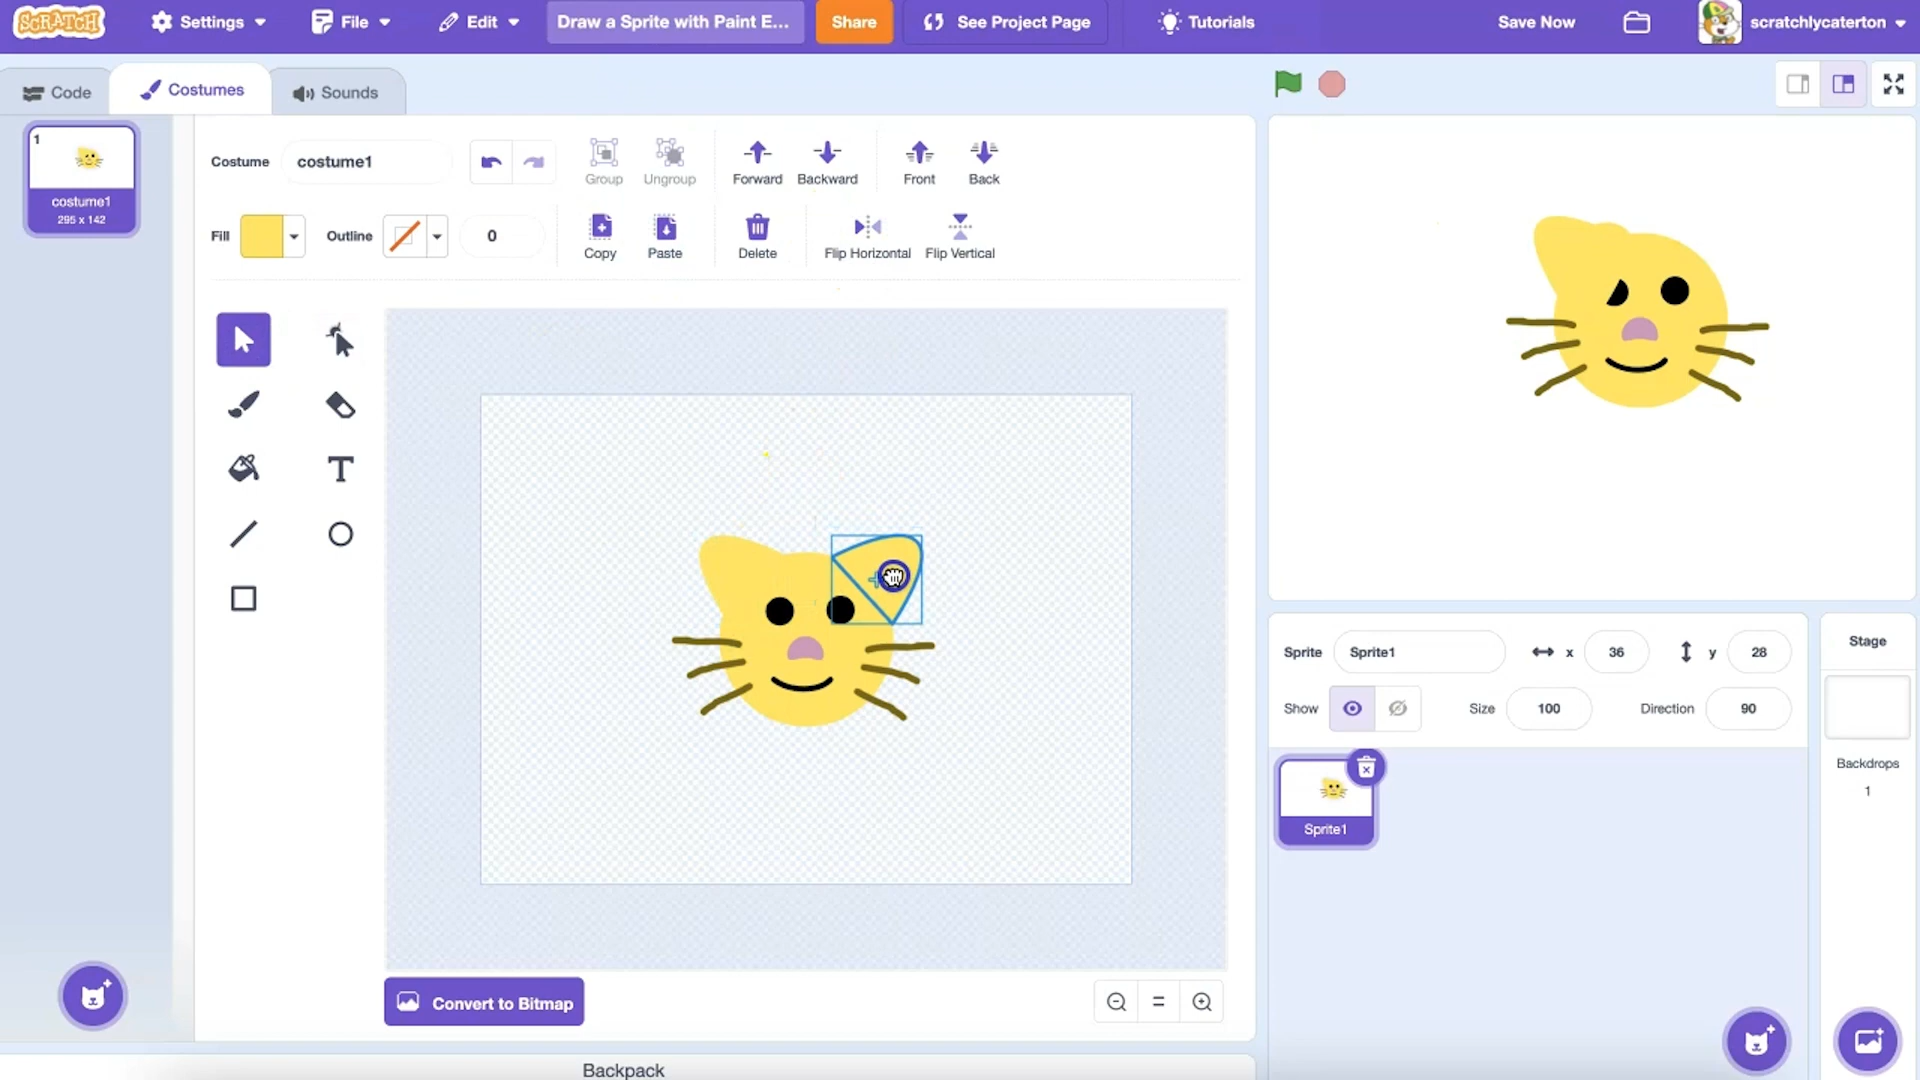 SCRATCH
Settings
File
Edit
Draw a Sprite with Paint E...
Share
See Project Page
Tutorials
Save Now
scratchlycaterton
Code
Costumes
Sounds
1
costume1
295 x 142
Costume
costume1
Group
Ungroup
Forward
Backward
Front
Back
Fill
Outline
0
Copy
Paste
Delete
Flip Horizontal
Flip Vertical
T
Convert to Bitmap
=
Backpack
Sprite
Sprite1
x
36
y
28
Show
Size
100
Direction
90
Sprite1
Stage
Backdrops
1